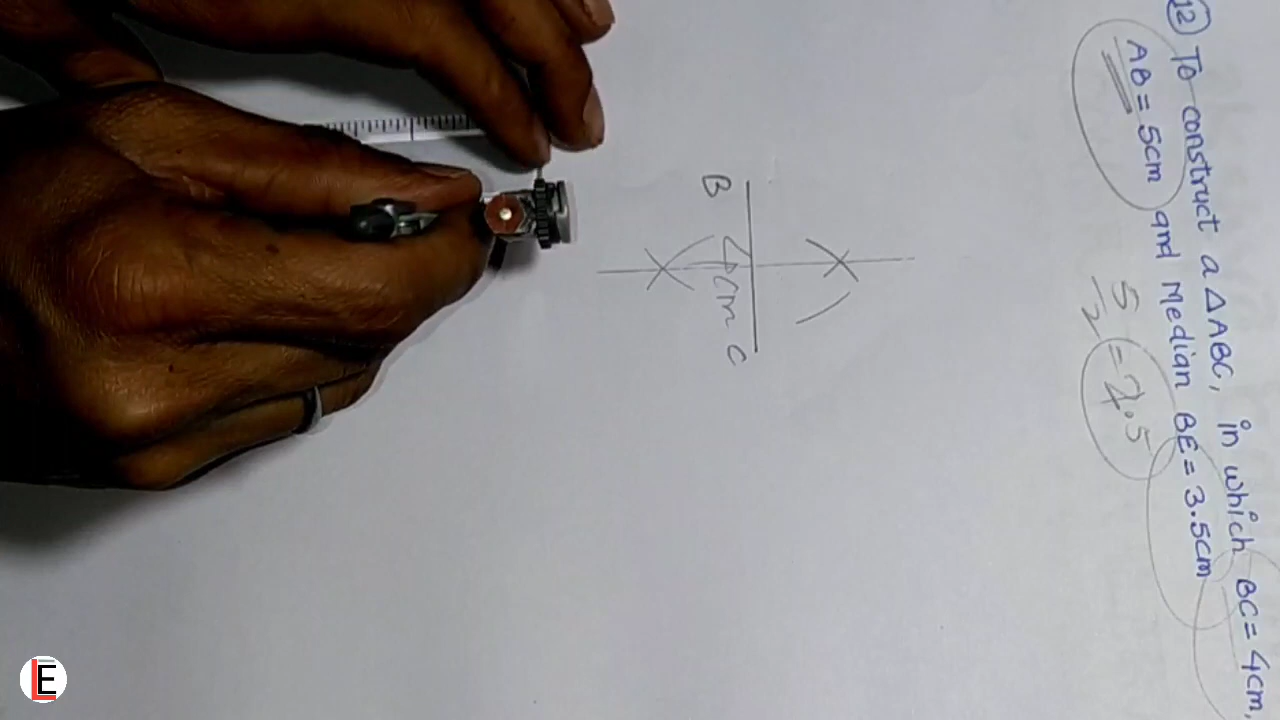 12 To construct a ΔABC, in which BC = 4cm,
AB = 5cm and Median BE = 3.5cm
5/2 = 2.5
B 4cm C
LE